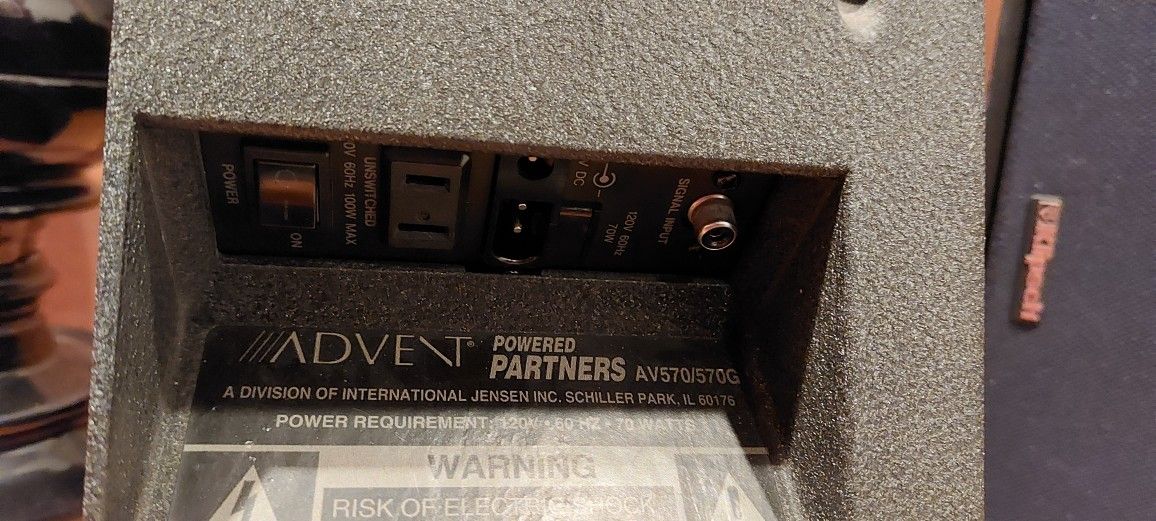 POWER
ON
UNSWITCHED
0V 60Hz 100W MAX
V DC
120V 60Hz
70W
SIGNAL INPUT
ADVENT® POWERED
PARTNERS AV570/570G
A DIVISION OF INTERNATIONAL JENSEN INC. SCHILLER PARK, IL 60176
POWER REQUIREMENT: 120V • 60 HZ • 70 WATTS
WARNING
RISK OF ELECTRIC SHOCK
Klipsch